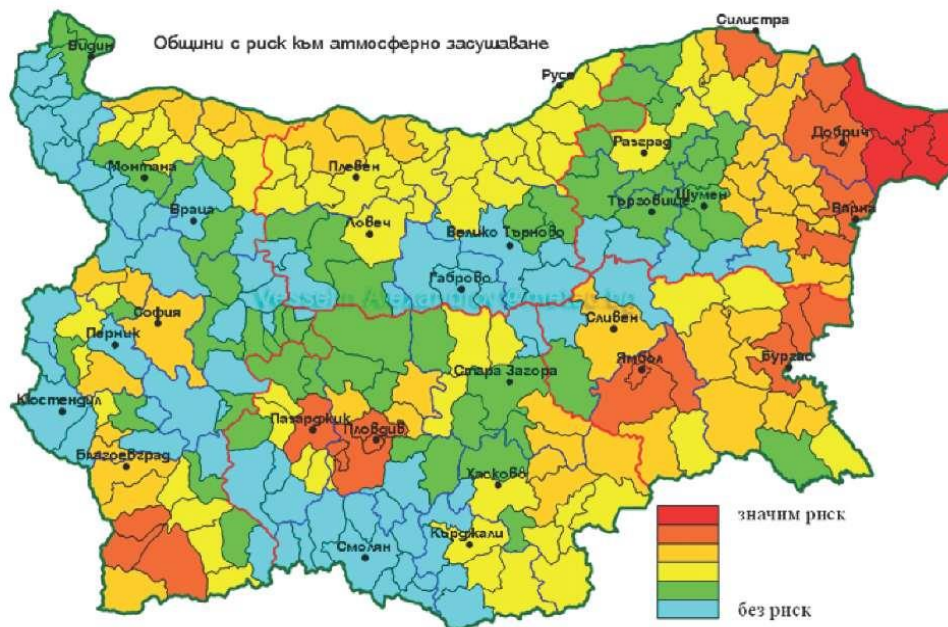 Общини с риск към атмосферно засушаване
Силистра
Видин
Русе
Добрич
Разград
Монтана
Плевен
Търговище
Шумен
Варна
Враца
Ловеч
Велико Търново
Габрово
София
Перник
Сливен
Ямбол
Бургас
Стара Загора
Кюстендил
Пазарджик
Пловдив
Благоевград
Хасково
Кърджали
Смолян
значим риск
без риск